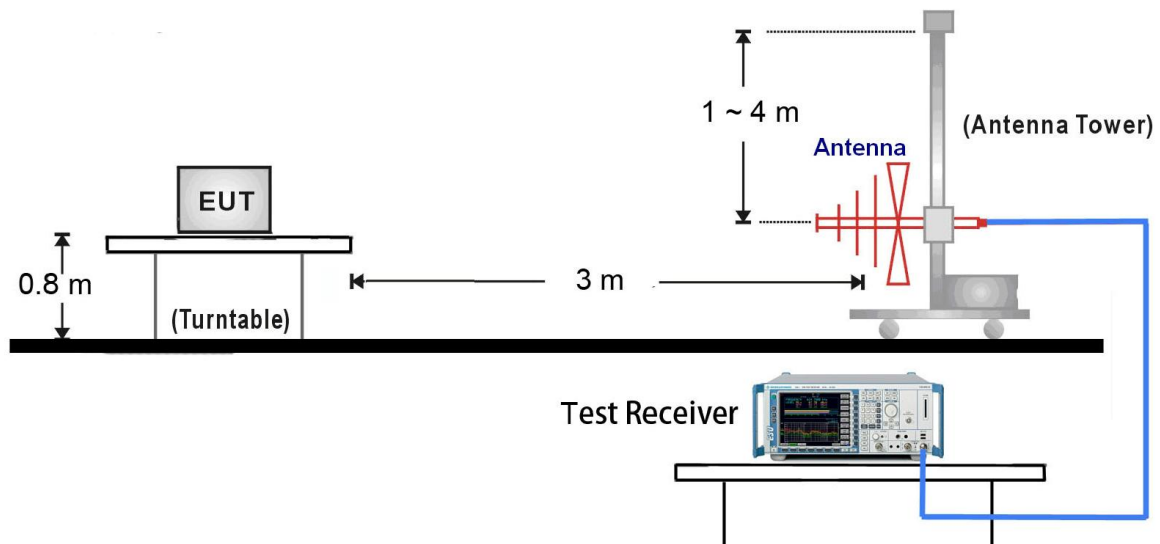 1 ~ 4 m
(Antenna Tower)
Antenna
EUT
0.8 m
3 m
(Turntable)
Test Receiver